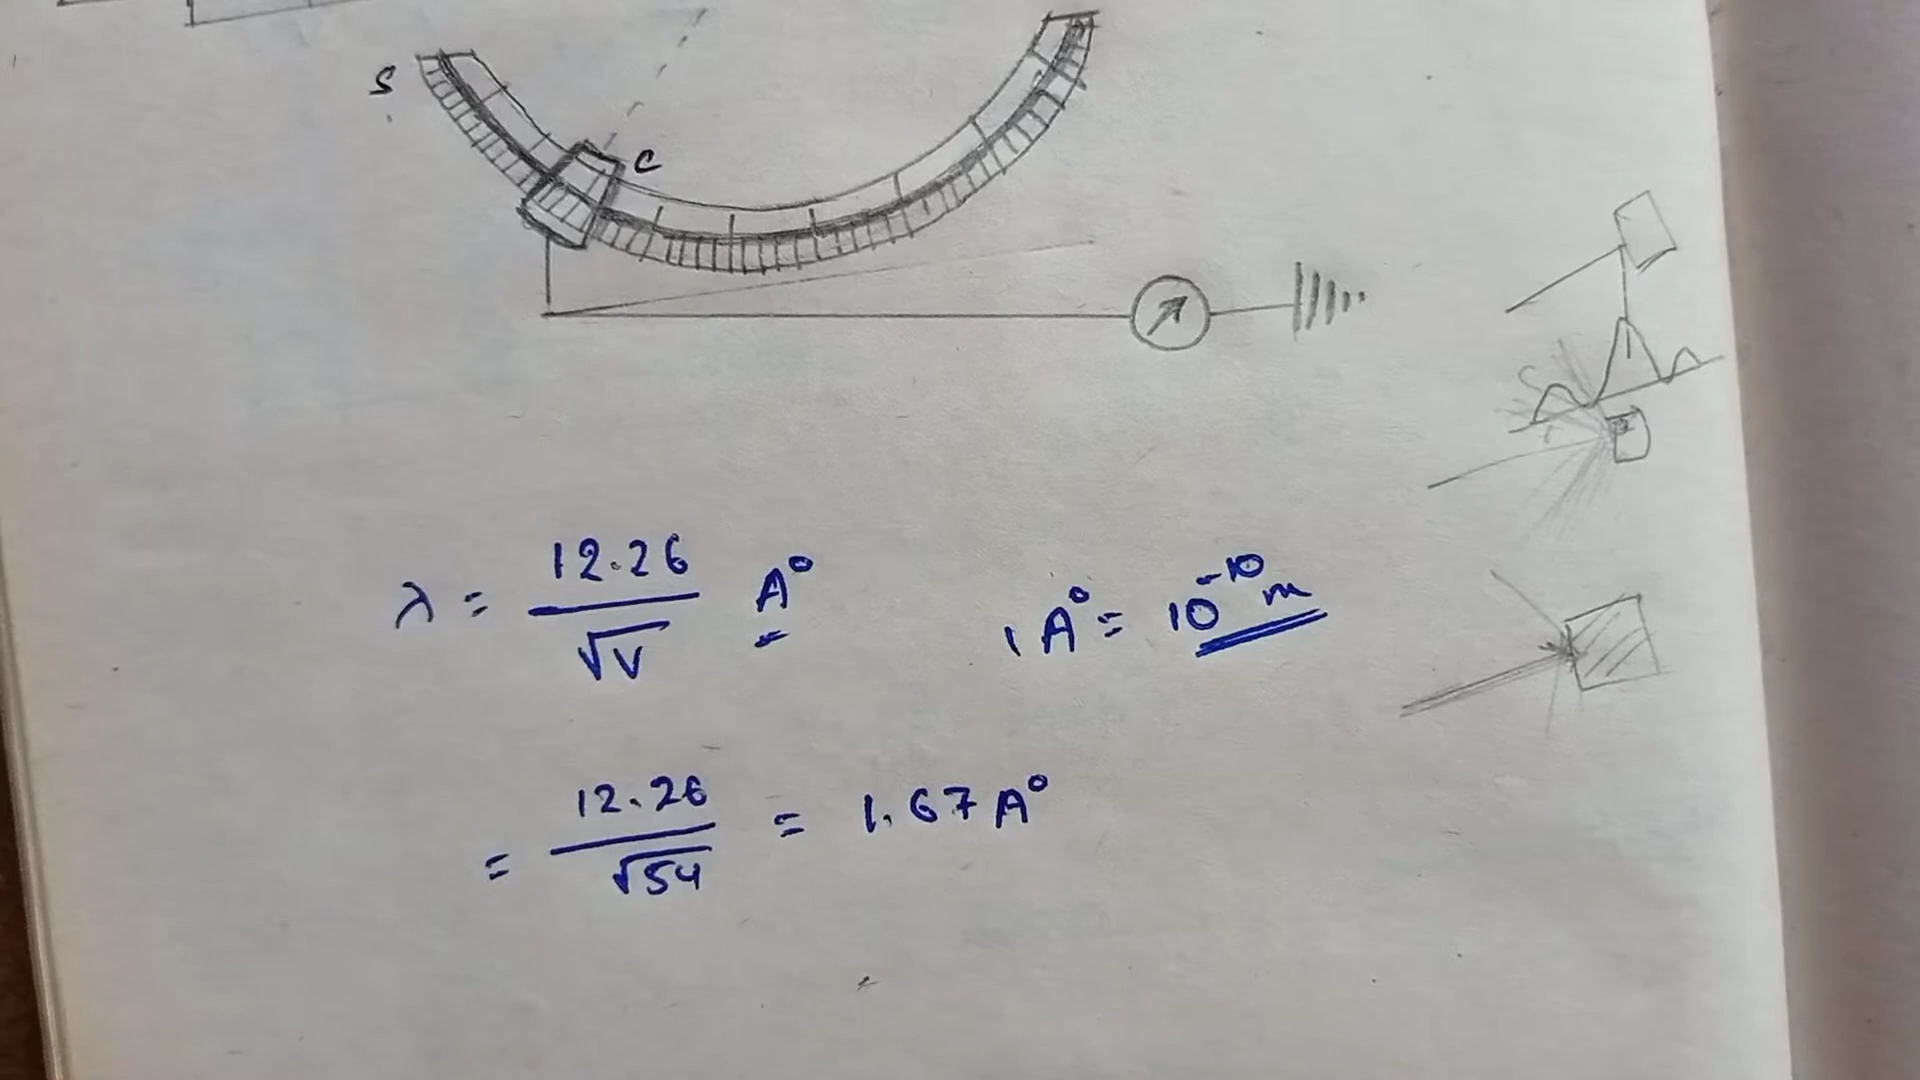 S
C
λ = 12.26 / √V A° 1 A° = 10⁻¹⁰ m
= 12.26 / √54 = 1.67 A°